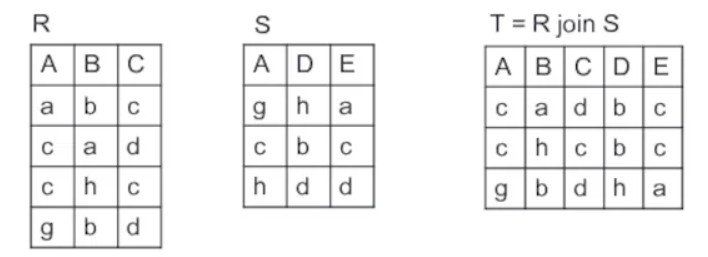 R
A B C
a b c
c a d
c h c
g b d
S
A D E
g h a
c b c
h d d
T = R join S
A B C D E
c a d b c
c h c b c
g b d h a